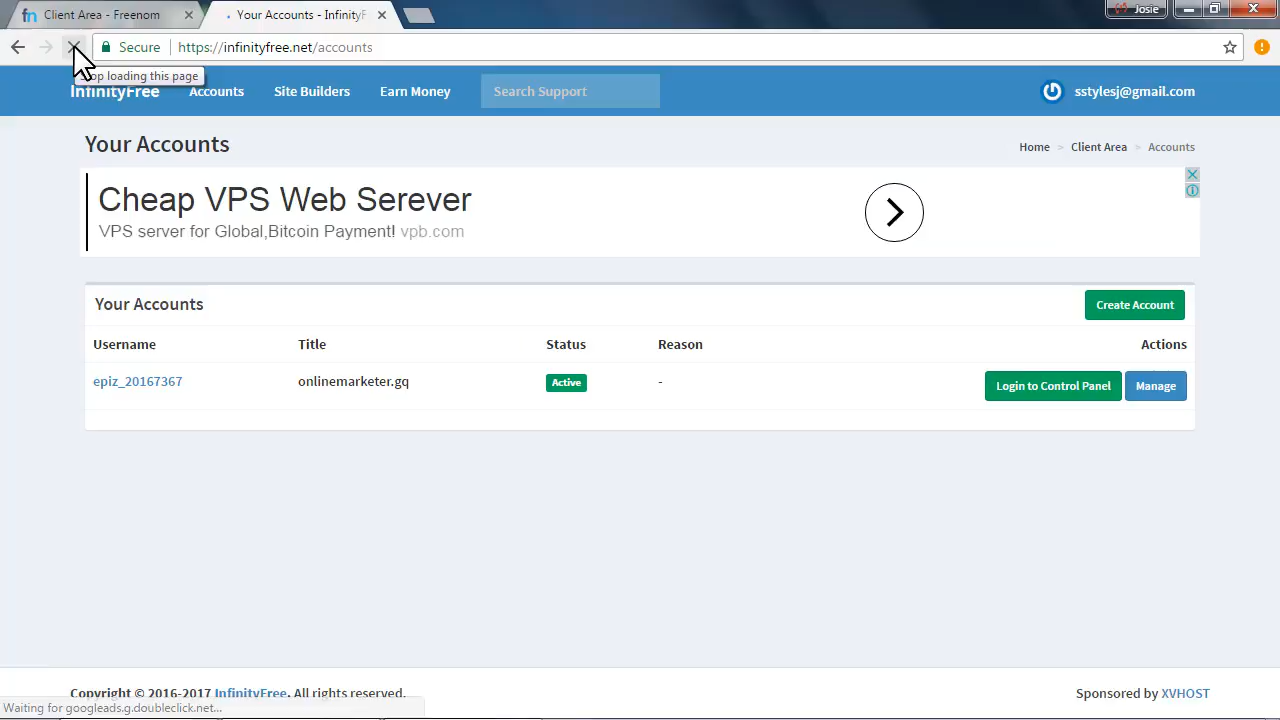 Client Area - Freenom
Your Accounts - InfinityF
Josie
Secure
https://infinityfree.net/accounts
top loading this page
InfinityFree
Accounts
Site Builders
Earn Money
Search Support
sstylesj@gmail.com
Your Accounts
Home > Client Area > Accounts
Cheap VPS Web Serever
VPS server for Global,Bitcoin Payment! vpb.com
Your Accounts
Create Account
Username Title Status Reason Actions
epiz_20167367 onlinemarketer.gq Active - Login to Control Panel Manage
Copyright © 2016-2017 InfinityFree. All rights reserved.
Sponsored by XVHOST
Waiting for googleads.g.doubleclick.net...